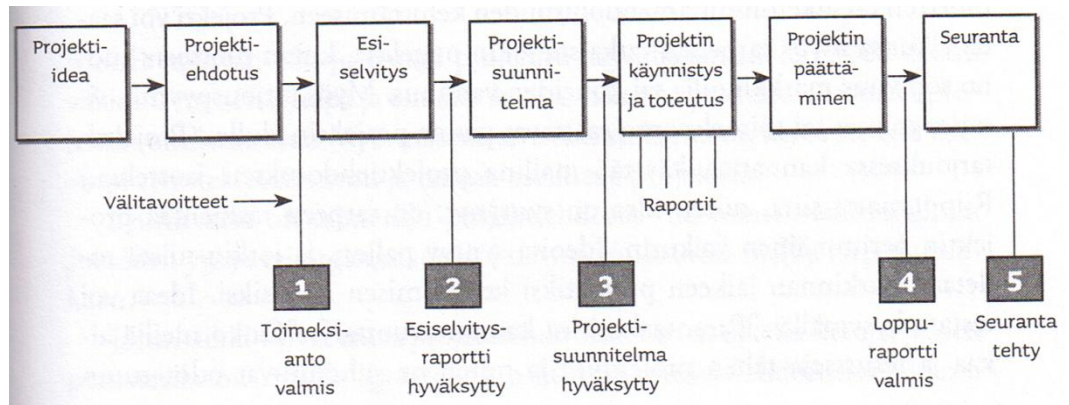 Projekti-
idea
Projekti-
ehdotus
Esi-
selvitys
Projekti-
suunni-
telma
Projektin
käynnistys
ja toteutus
Projektin
päättä-
minen
Seuranta
Välitavoitteet
Raportit
1
Toimeksi-
anto
valmis
2
Esiselvitys-
raportti
hyväksytty
3
Projekti-
suunnitelma
hyväksytty
4
Loppu-
raportti
valmis
5
Seuranta
tehty